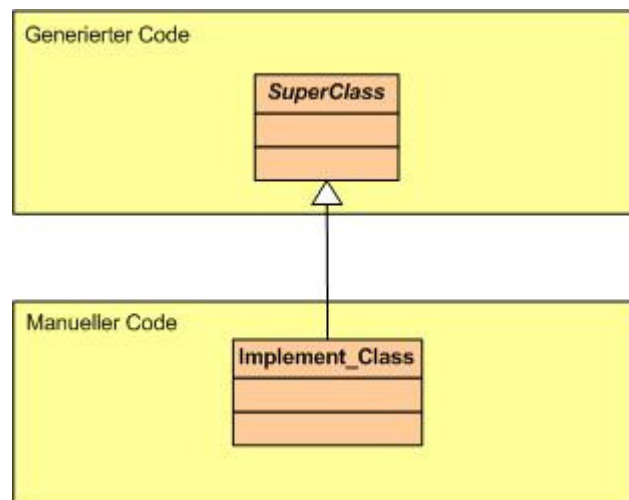 Generierter Code
SuperClass
Manueller Code
Implement_Class